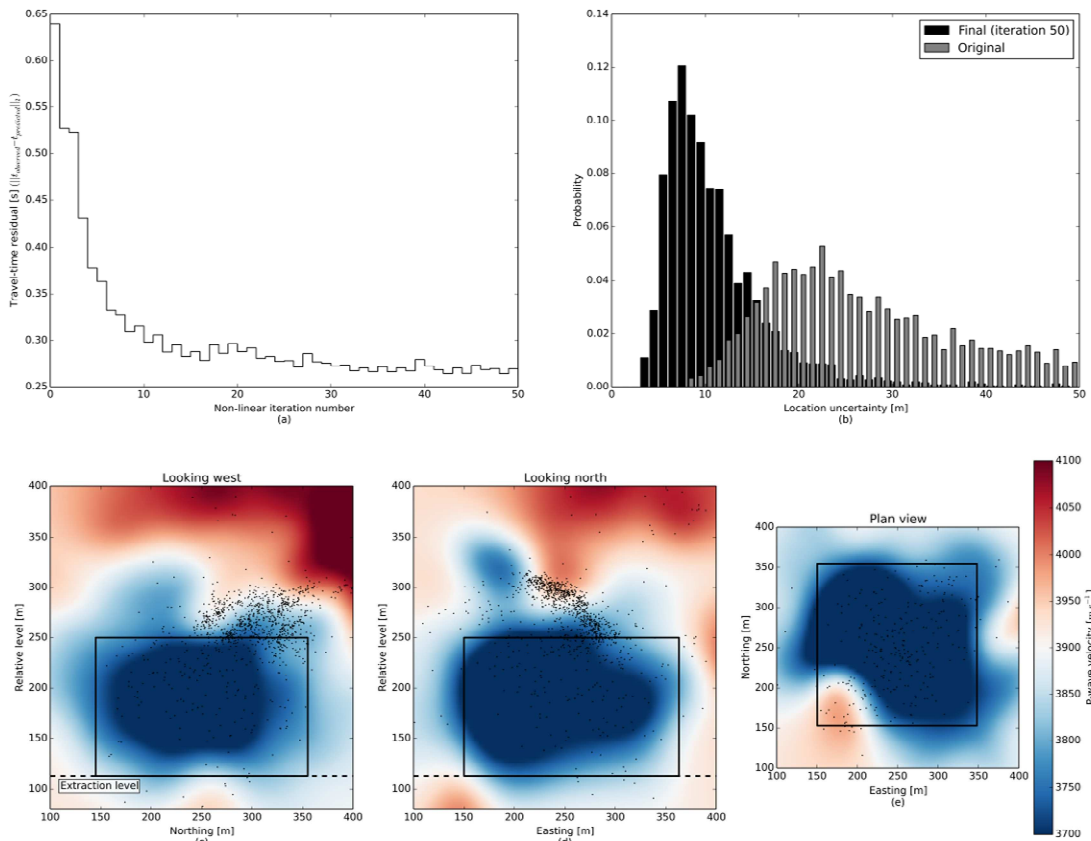 0.65
0.60
0.55
0.50
0.45
0.40
0.35
0.30
0.25
Travel-time residual [s]
0 10 20 30 40 50
Non-linear iteration number
(a)
0.14
0.12
0.10
0.08
0.06
0.04
0.02
0.00
Probability
Final (iteration 50)
Original
0 10 20 30 40 50
Location uncertainty [m]
(b)
Looking west
400
350
300
250
200
150
100
Relative level [m]
Extraction level
100 150 200 250 300 350 400
Northing [m]
(c)
Looking north
400
350
300
250
200
150
100
Relative level [m]
100 150 200 250 300 350 400
Easting [m]
(d)
Plan view
400
350
300
250
200
150
100
Northing [m]
100 150 200 250 300 350 400
Easting [m]
(e)
4100
4050
4000
3950
3900
3850
3800
3750
3700
P-wave velocity